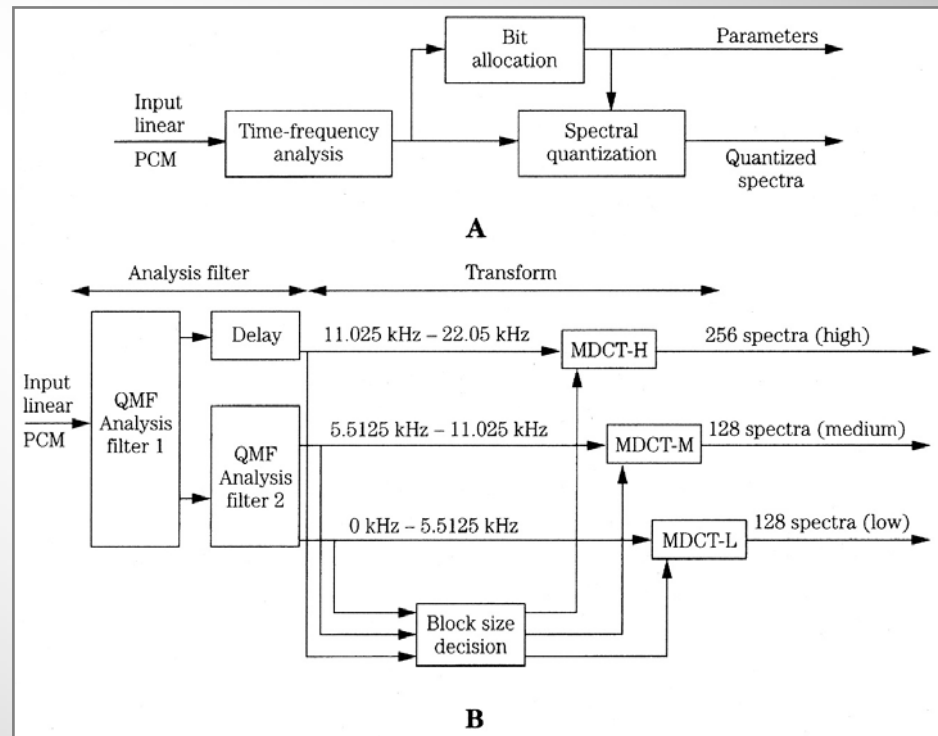 Bit
allocation
Parameters
Input
linear
PCM
Time-frequency
analysis
Spectral
quantization
Quantized
spectra
A
Analysis filter
Transform
Input
linear
PCM
QMF
Analysis
filter 1
Delay
QMF
Analysis
filter 2
11.025 kHz – 22.05 kHz
MDCT-H
256 spectra (high)
5.5125 kHz – 11.025 kHz
MDCT-M
128 spectra (medium)
0 kHz – 5.5125 kHz
MDCT-L
128 spectra (low)
Block size
decision
B